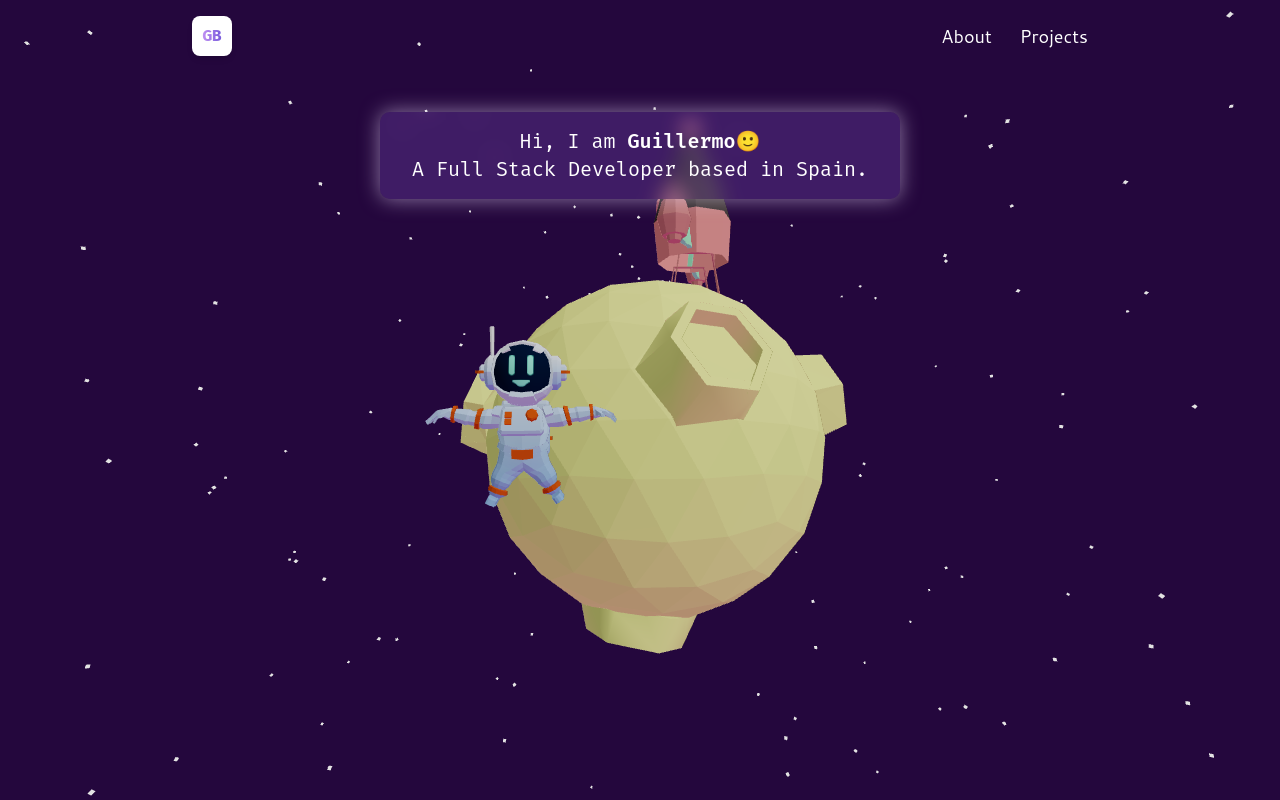 GB
About
Projects
Hi, I am Guillermo🙂
A Full Stack Developer based in Spain.